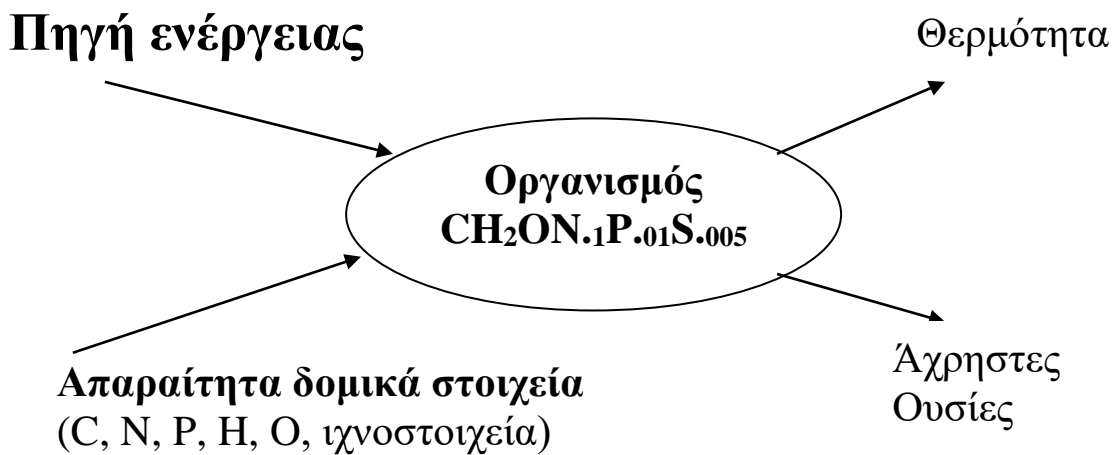 Πηγή ενέργειας
Θερμότητα
Οργανισμός
CH₂ON.₁P.₀₁S.₀₀₅
Απαραίτητα δομικά στοιχεία
(C, N, P, H, O, ιχνοστοιχεία)
Άχρηστες
Ουσίες